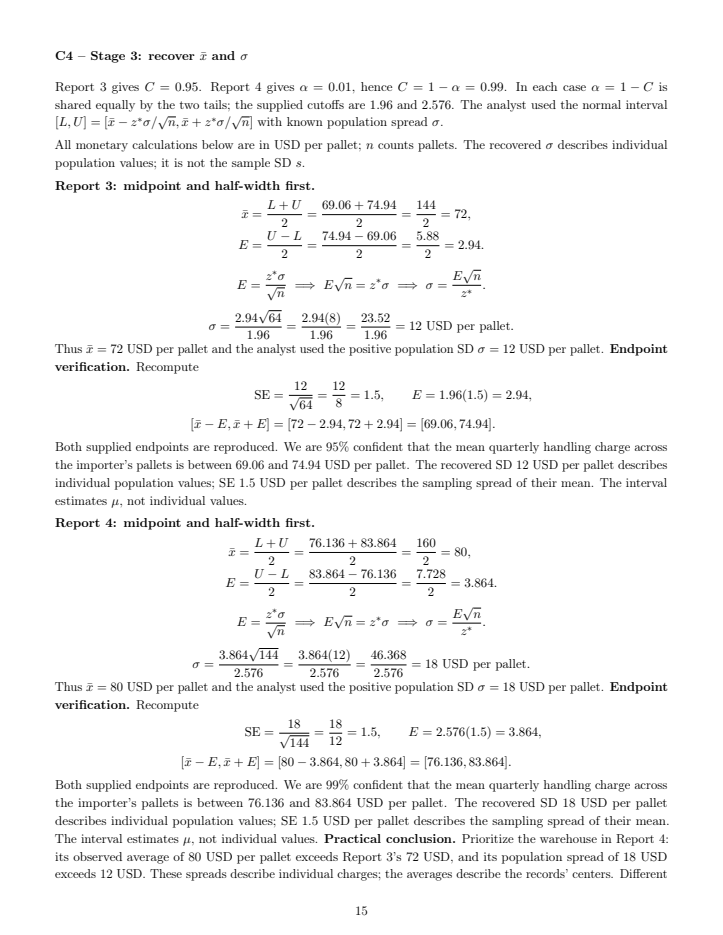 C4 – Stage 3: recover x̄ and σ
Report 3 gives C = 0.95. Report 4 gives α = 0.01, hence C = 1 − α = 0.99. In each case α = 1 − C is
shared equally by the two tails; the supplied cutoffs are 1.96 and 2.576. The analyst used the normal interval
[L, U] = [x̄ − z*σ/√n, x̄ + z*σ/√n] with known population spread σ.
All monetary calculations below are in USD per pallet; n counts pallets. The recovered σ describes individual
population values; it is not the sample SD s.
Report 3: midpoint and half-width first.
x̄ = (L + U)/2 = (69.06 + 74.94)/2 = 144/2 = 72,
E = (U − L)/2 = (74.94 − 69.06)/2 = 5.88/2 = 2.94.
E = z*σ/√n ⟹ E√n = z*σ ⟹ σ = E√n/z*.
σ = 2.94√64/1.96 = 2.94(8)/1.96 = 23.52/1.96 = 12 USD per pallet.
Thus x̄ = 72 USD per pallet and the analyst used the positive population SD σ = 12 USD per pallet. Endpoint
verification. Recompute
SE = 12/√64 = 12/8 = 1.5, E = 1.96(1.5) = 2.94,
[x̄ − E, x̄ + E] = [72 − 2.94, 72 + 2.94] = [69.06, 74.94].
Both supplied endpoints are reproduced. We are 95% confident that the mean quarterly handling charge across
the importer's pallets is between 69.06 and 74.94 USD per pallet. The recovered SD 12 USD per pallet describes
individual population values; SE 1.5 USD per pallet describes the sampling spread of their mean. The interval
estimates μ, not individual values.
Report 4: midpoint and half-width first.
x̄ = (L + U)/2 = (76.136 + 83.864)/2 = 160/2 = 80,
E = (U − L)/2 = (83.864 − 76.136)/2 = 7.728/2 = 3.864.
E = z*σ/√n ⟹ E√n = z*σ ⟹ σ = E√n/z*.
σ = 3.864√144/2.576 = 3.864(12)/2.576 = 46.368/2.576 = 18 USD per pallet.
Thus x̄ = 80 USD per pallet and the analyst used the positive population SD σ = 18 USD per pallet. Endpoint
verification. Recompute
SE = 18/√144 = 18/12 = 1.5, E = 2.576(1.5) = 3.864,
[x̄ − E, x̄ + E] = [80 − 3.864, 80 + 3.864] = [76.136, 83.864].
Both supplied endpoints are reproduced. We are 99% confident that the mean quarterly handling charge across
the importer's pallets is between 76.136 and 83.864 USD per pallet. The recovered SD 18 USD per pallet
describes individual population values; SE 1.5 USD per pallet describes the sampling spread of their mean.
The interval estimates μ, not individual values. Practical conclusion. Prioritize the warehouse in Report 4:
its observed average of 80 USD per pallet exceeds Report 3's 72 USD, and its population spread of 18 USD
exceeds 12 USD. These spreads describe individual charges; the averages describe the records' centers. Different
15